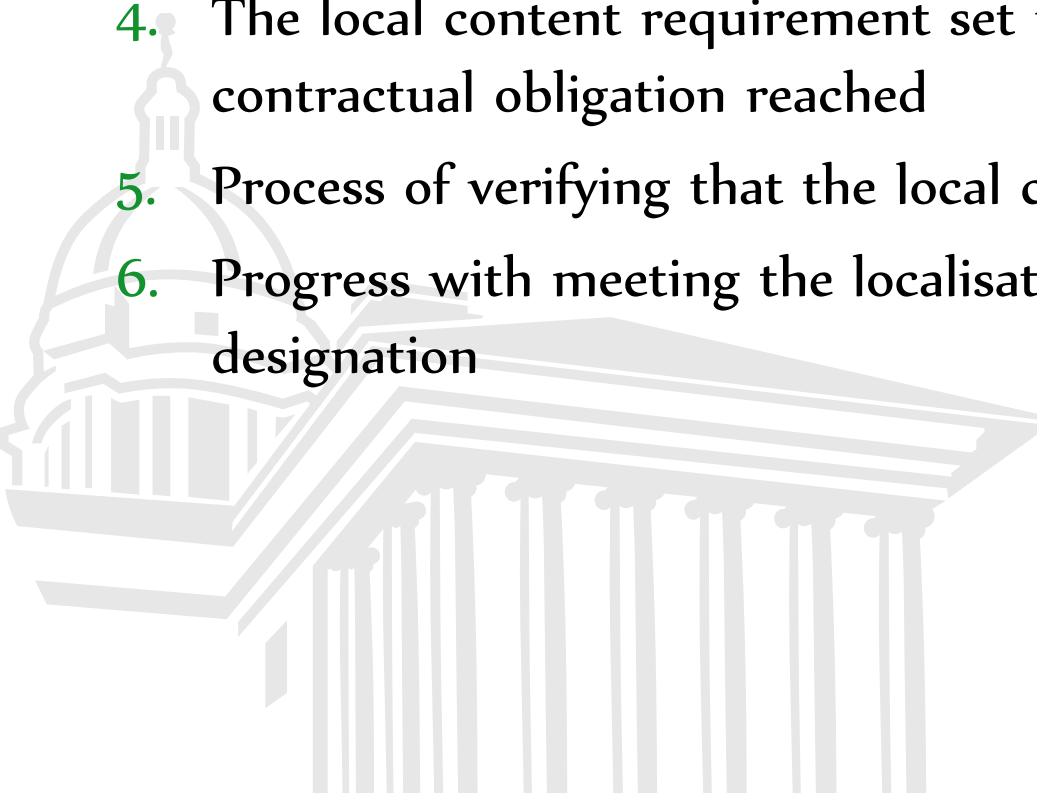 4. The local content requirement set
contractual obligation reached
5. Process of verifying that the local
6. Progress with meeting the
designation